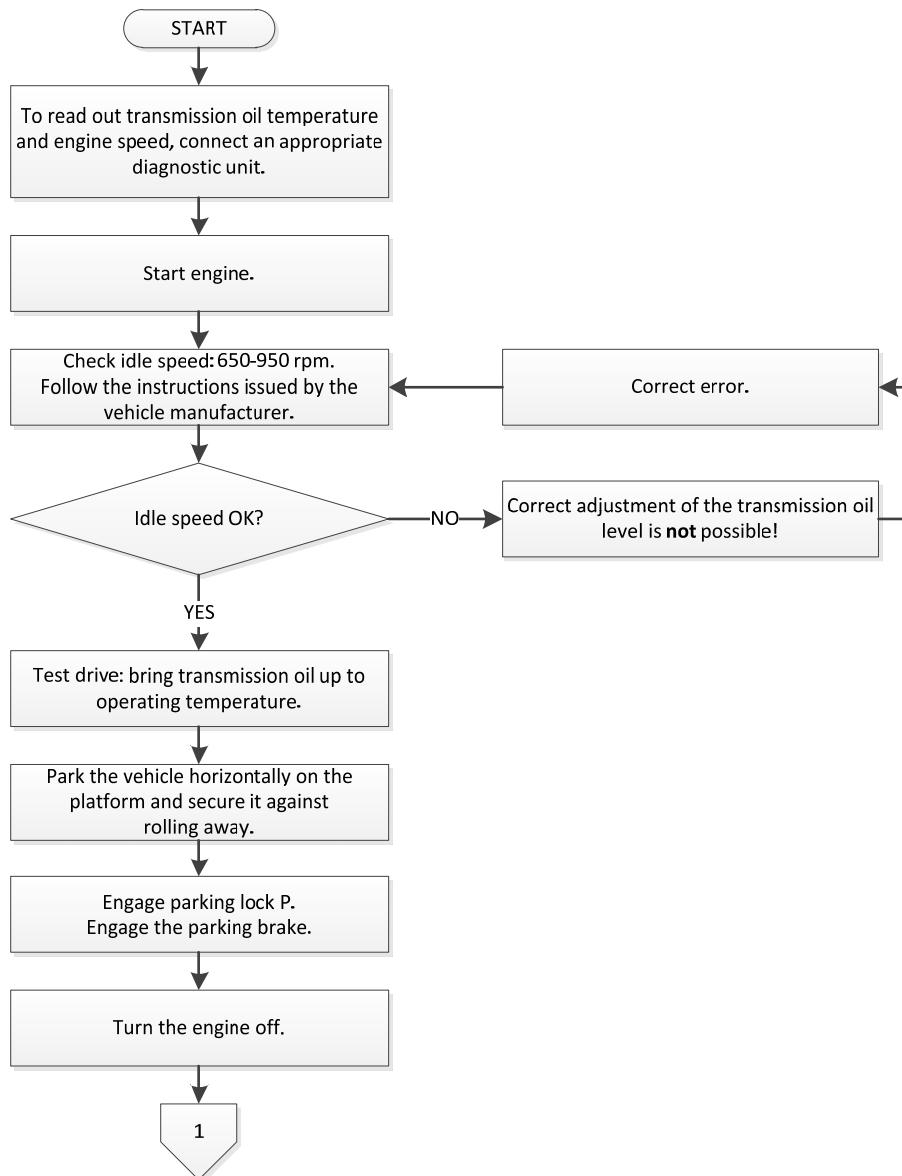 START
To read out transmission oil temperature
and engine speed, connect an appropriate
diagnostic unit.
Start engine.
Check idle speed: 650-950 rpm.
Follow the instructions issued by the
vehicle manufacturer.
Correct error.
Idle speed OK?
NO
Correct adjustment of the transmission oil
level is not possible!
YES
Test drive: bring transmission oil up to
operating temperature.
Park the vehicle horizontally on the
platform and secure it against
rolling away.
Engage parking lock P.
Engage the parking brake.
Turn the engine off.
1